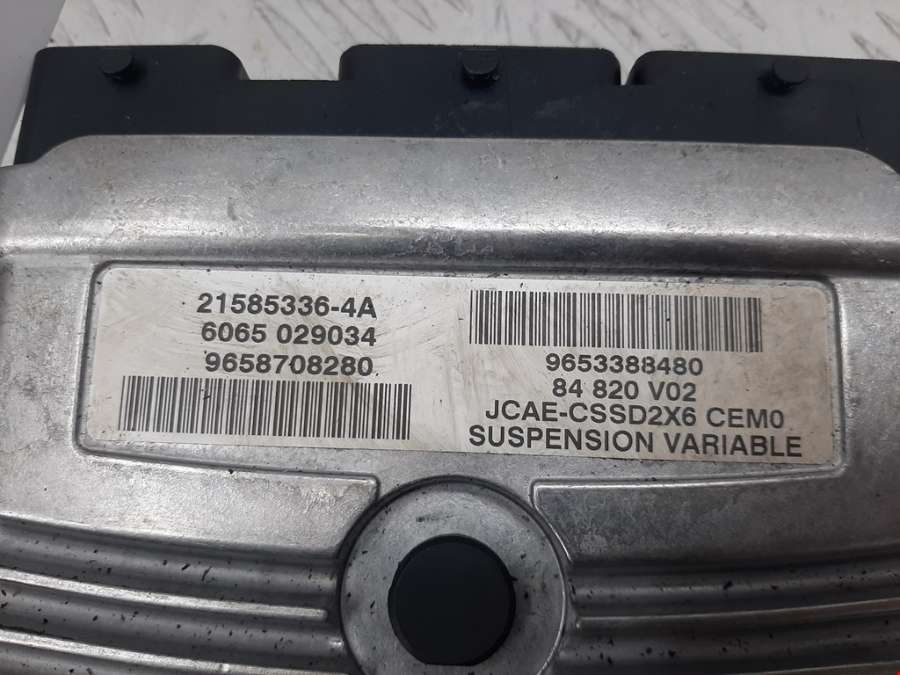 21585336-4A
6065 029034
9658708280
9653388480
84 820 V02
JCAE-CSSD2X6 CEM0
SUSPENSION VARIABLE